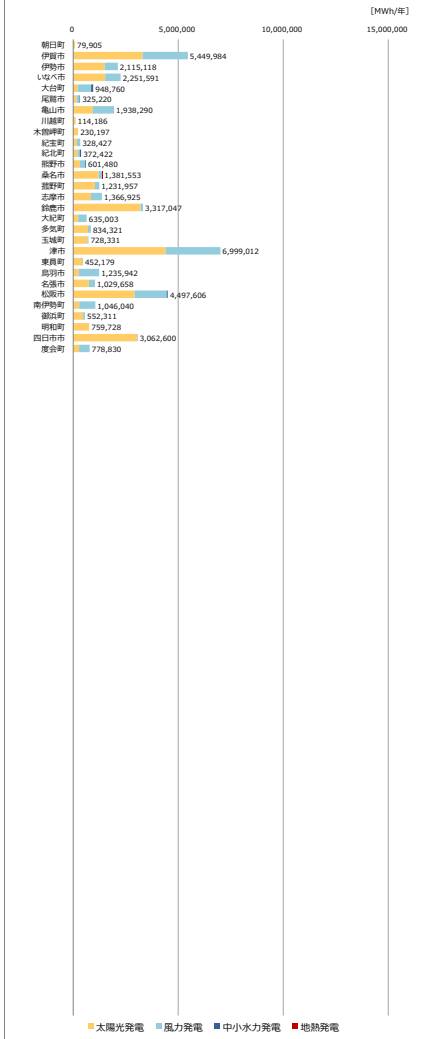 [MWh/年]
0 5,000,000 10,000,000 15,000,000
朝日町 79,905
伊賀市 5,449,984
伊勢市 2,115,118
いなべ市 2,251,591
大台町 948,760
尾鷲市 325,220
亀山市 1,938,290
川越町 114,186
木曽岬町 230,197
紀宝町 328,427
紀北町 372,422
熊野市 601,480
桑名市 1,381,553
菰野町 1,231,957
志摩市 1,366,925
鈴鹿市 3,317,047
大紀町 635,003
多気町 834,321
玉城町 728,331
津市 6,999,012
東員町 452,179
鳥羽市 1,235,942
名張市 1,029,658
松阪市 4,497,606
南伊勢町 1,046,040
御浜町 552,311
明和町 759,728
四日市市 3,062,600
度会町 778,830
太陽光発電 風力発電 中小水力発電 地熱発電